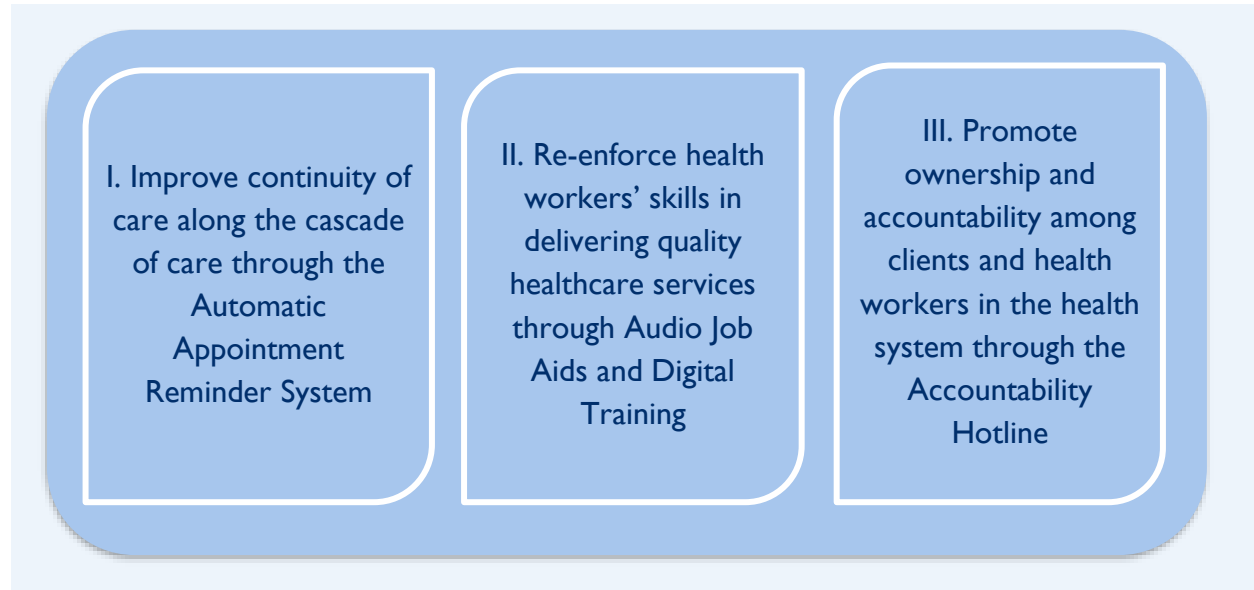 I. Improve continuity of
care along the cascade
of care through the
Automatic
Appointment
Reminder System
II. Re-enforce health
workers’ skills in
delivering quality
healthcare services
through Audio Job
Aids and Digital
Training
III. Promote
ownership and
accountability among
clients and health
workers in the health
system through the
Accountability
Hotline